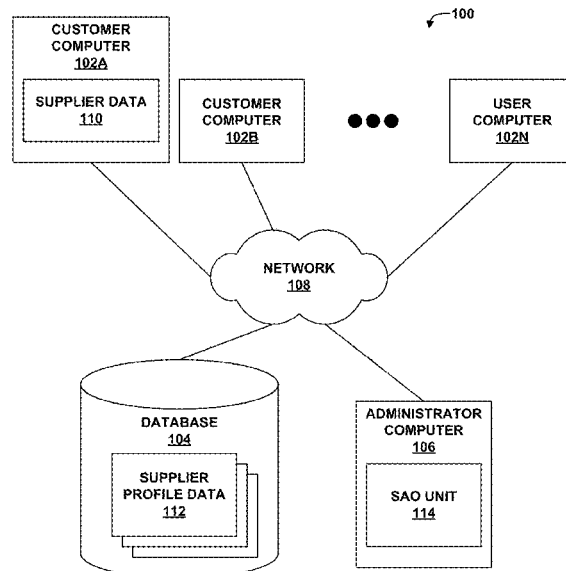 100
CUSTOMER
COMPUTER
102A
SUPPLIER DATA
110
CUSTOMER
COMPUTER
102B
USER
COMPUTER
102N
NETWORK
108
DATABASE
104
SUPPLIER
PROFILE DATA
112
ADMINISTRATOR
COMPUTER
106
SAO UNIT
114